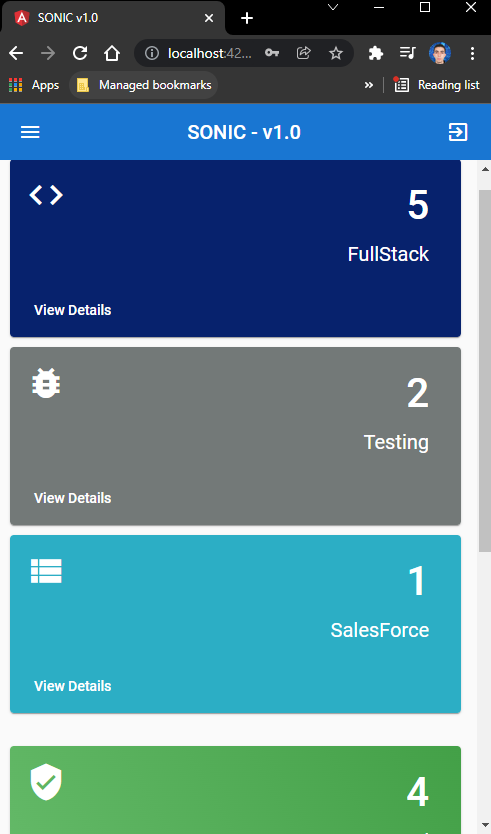 SONIC v1.0
localhost:42...
Apps
Managed bookmarks
»
Reading list
SONIC - v1.0
5
FullStack
View Details
2
Testing
View Details
1
SalesForce
View Details
4